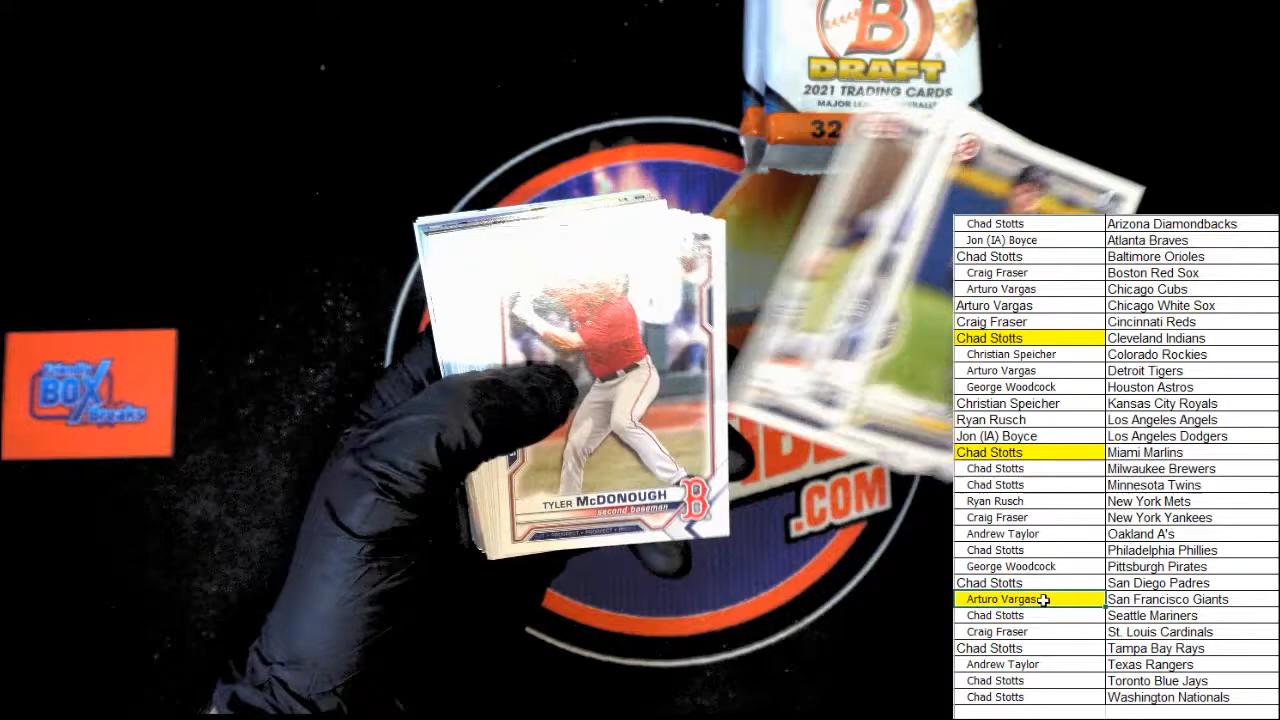 B
DRAFT
2021 TRADING CARDS
32
BOX
Breaks
TYLER McDONOUGH
second baseman
B
.COM
Chad Stotts Arizona Diamondbacks
Jon (IA) Boyce Atlanta Braves
Chad Stotts Baltimore Orioles
Craig Fraser Boston Red Sox
Arturo Vargas Chicago Cubs
Arturo Vargas Chicago White Sox
Craig Fraser Cincinnati Reds
Chad Stotts Cleveland Indians
Christian Speicher Colorado Rockies
Arturo Vargas Detroit Tigers
George Woodcock Houston Astros
Christian Speicher Kansas City Royals
Ryan Rusch Los Angeles Angels
Jon (IA) Boyce Los Angeles Dodgers
Chad Stotts Miami Marlins
Chad Stotts Milwaukee Brewers
Chad Stotts Minnesota Twins
Ryan Rusch New York Mets
Craig Fraser New York Yankees
Andrew Taylor Oakland A's
Chad Stotts Philadelphia Phillies
George Woodcock Pittsburgh Pirates
Chad Stotts San Diego Padres
Arturo Vargas San Francisco Giants
Chad Stotts Seattle Mariners
Craig Fraser St. Louis Cardinals
Chad Stotts Tampa Bay Rays
Andrew Taylor Texas Rangers
Chad Stotts Toronto Blue Jays
Chad Stotts Washington Nationals